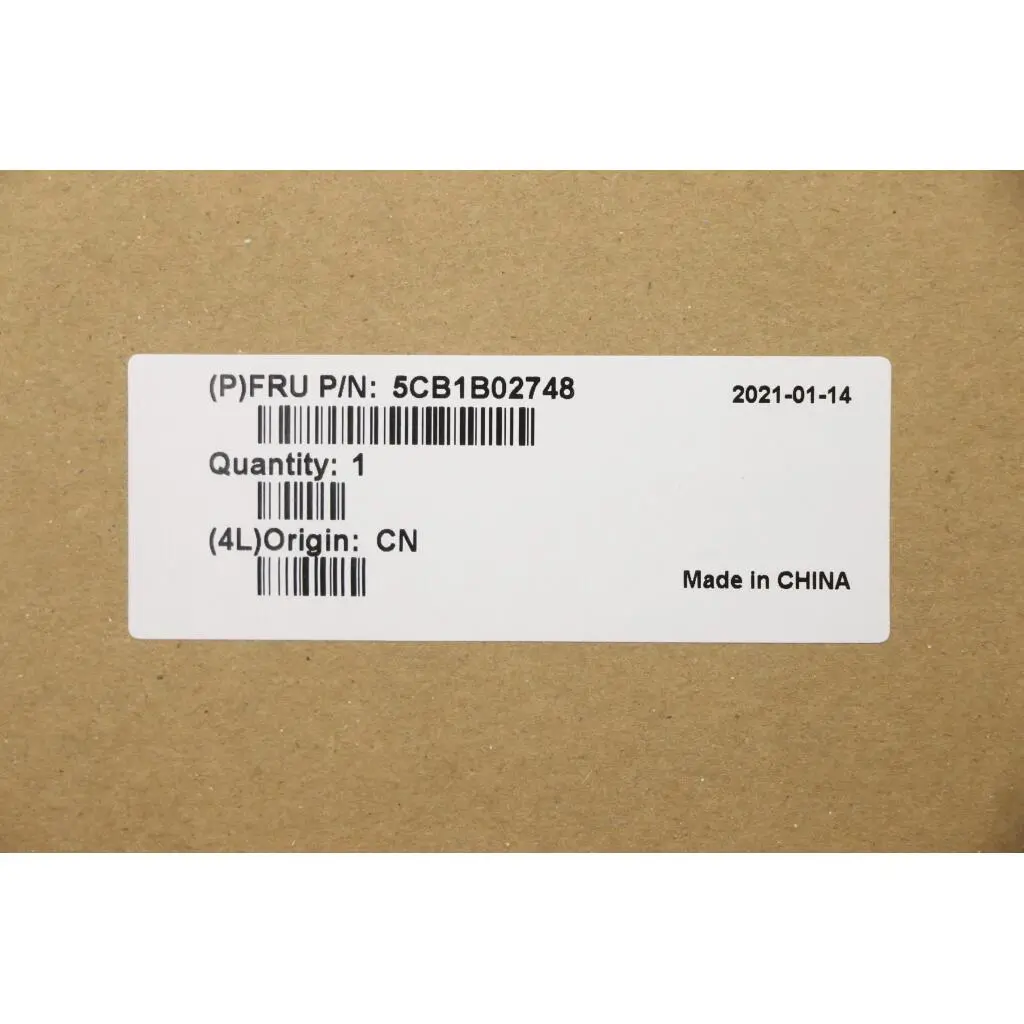 (P)FRU P/N: 5CB1B02748
2021-01-14
Quantity: 1
(4L)Origin: CN
Made in CHINA